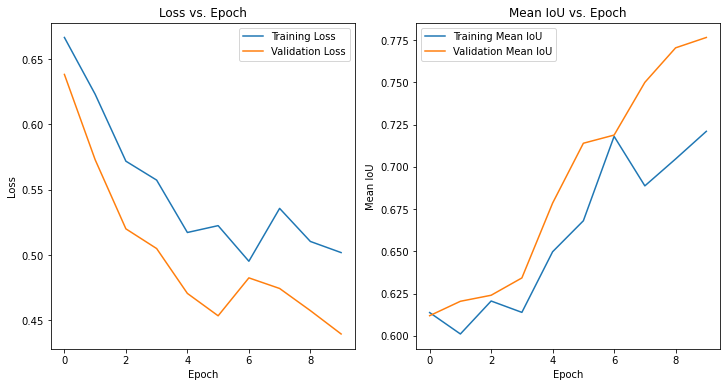 Loss vs. Epoch
Training Loss
Validation Loss
0.65
0.60
0.55
0.50
0.45
Loss
0 2 4 6 8
Epoch
Mean IoU vs. Epoch
Training Mean IoU
Validation Mean IoU
0.775
0.750
0.725
0.700
0.675
0.650
0.625
0.600
Mean IoU
0 2 4 6 8
Epoch